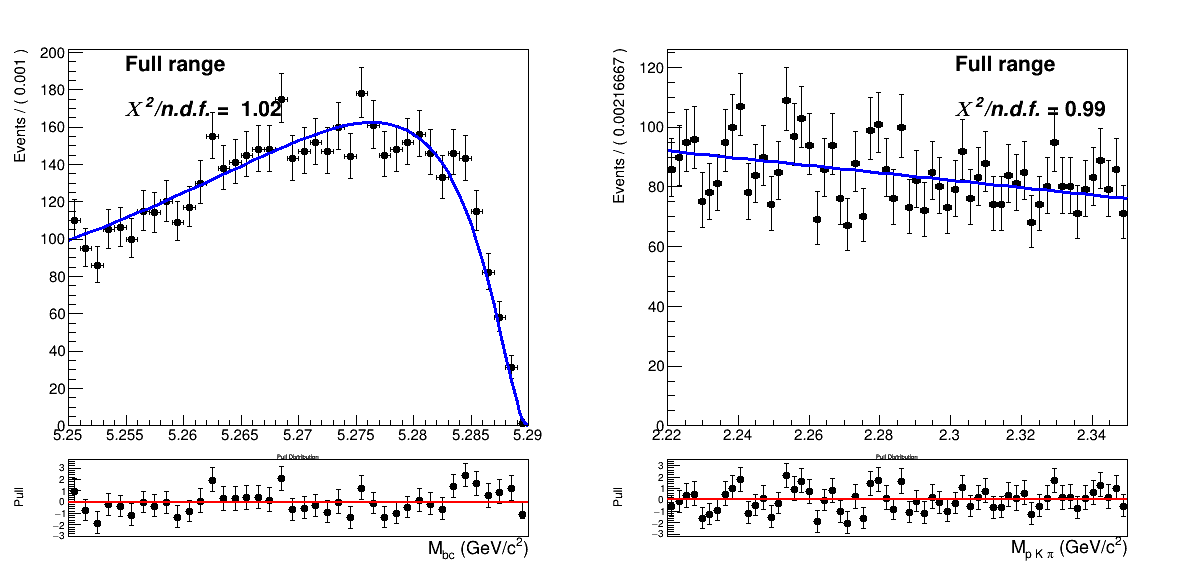 Full range
X²/n.d.f. = 1.02
Events / ( 0.001 )
200
180
160
140
120
100
80
60
40
20
0
5.25 5.255 5.26 5.265 5.27 5.275 5.28 5.285 5.29
Pull Distribution
Pull
3
2
1
0
−1
−2
−3
M_bc (GeV/c²)
Full range
X²/n.d.f. = 0.99
Events / ( 0.00216667 )
120
100
80
60
40
20
0
2.22 2.24 2.26 2.28 2.3 2.32 2.34
Pull Distribution
Pull
3
2
1
0
−1
−2
−3
M_p K π (GeV/c²)